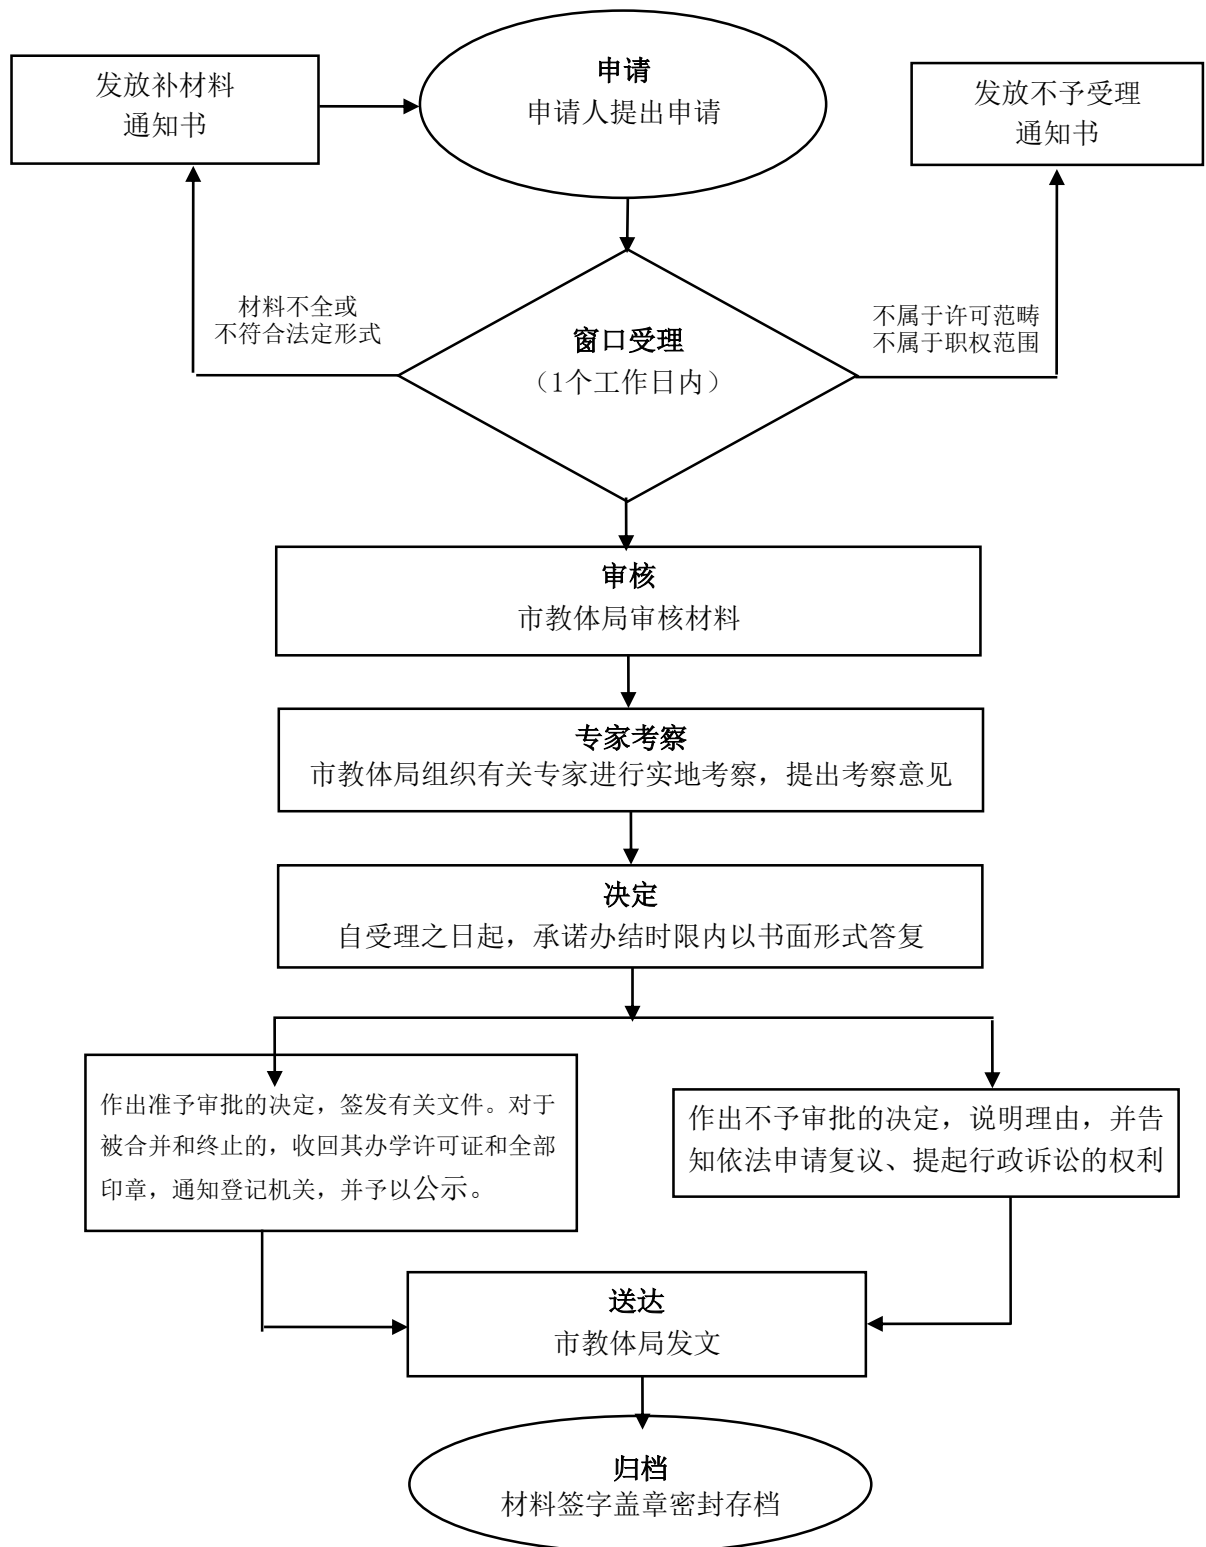 申请
申请人提出申请
发放补材料
通知书
发放不予受理
通知书
材料不全或
不符合法定形式
不属于许可范畴
不属于职权范围
窗口受理
（1个工作日内）
审核
市教体局审核材料
专家考察
市教体局组织有关专家进行实地考察，提出考察意见
决定
自受理之日起，承诺办结时限内以书面形式答复
作出准予审批的决定，签发有关文件。对于
被合并和终止的，收回其办学许可证和全部
印章，通知登记机关，并予以公示。
作出不予审批的决定，说明理由，并告
知依法申请复议、提起行政诉讼的权利
送达
市教体局发文
归档
材料签字盖章密封存档